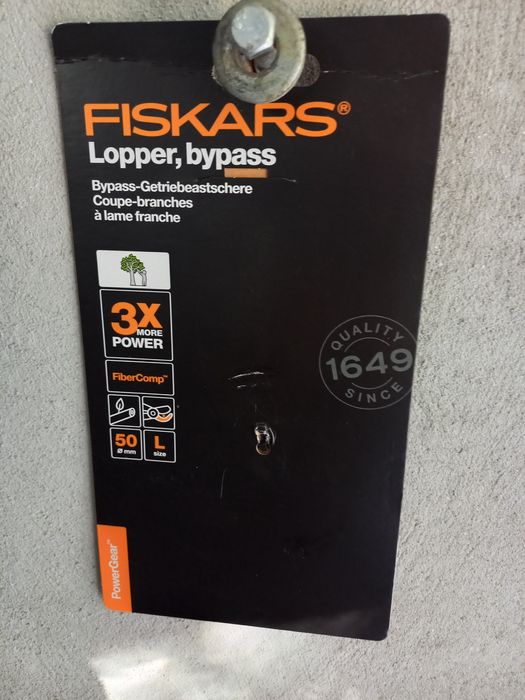 FISKARS®
Lopper, bypass
Bypass-Getriebeastschere
Coupe-branches
à lame franche
3X
MORE
POWER
FiberComp™
50
Ø mm
L
size
QUALITY
1649
SINCE
PowerGear™